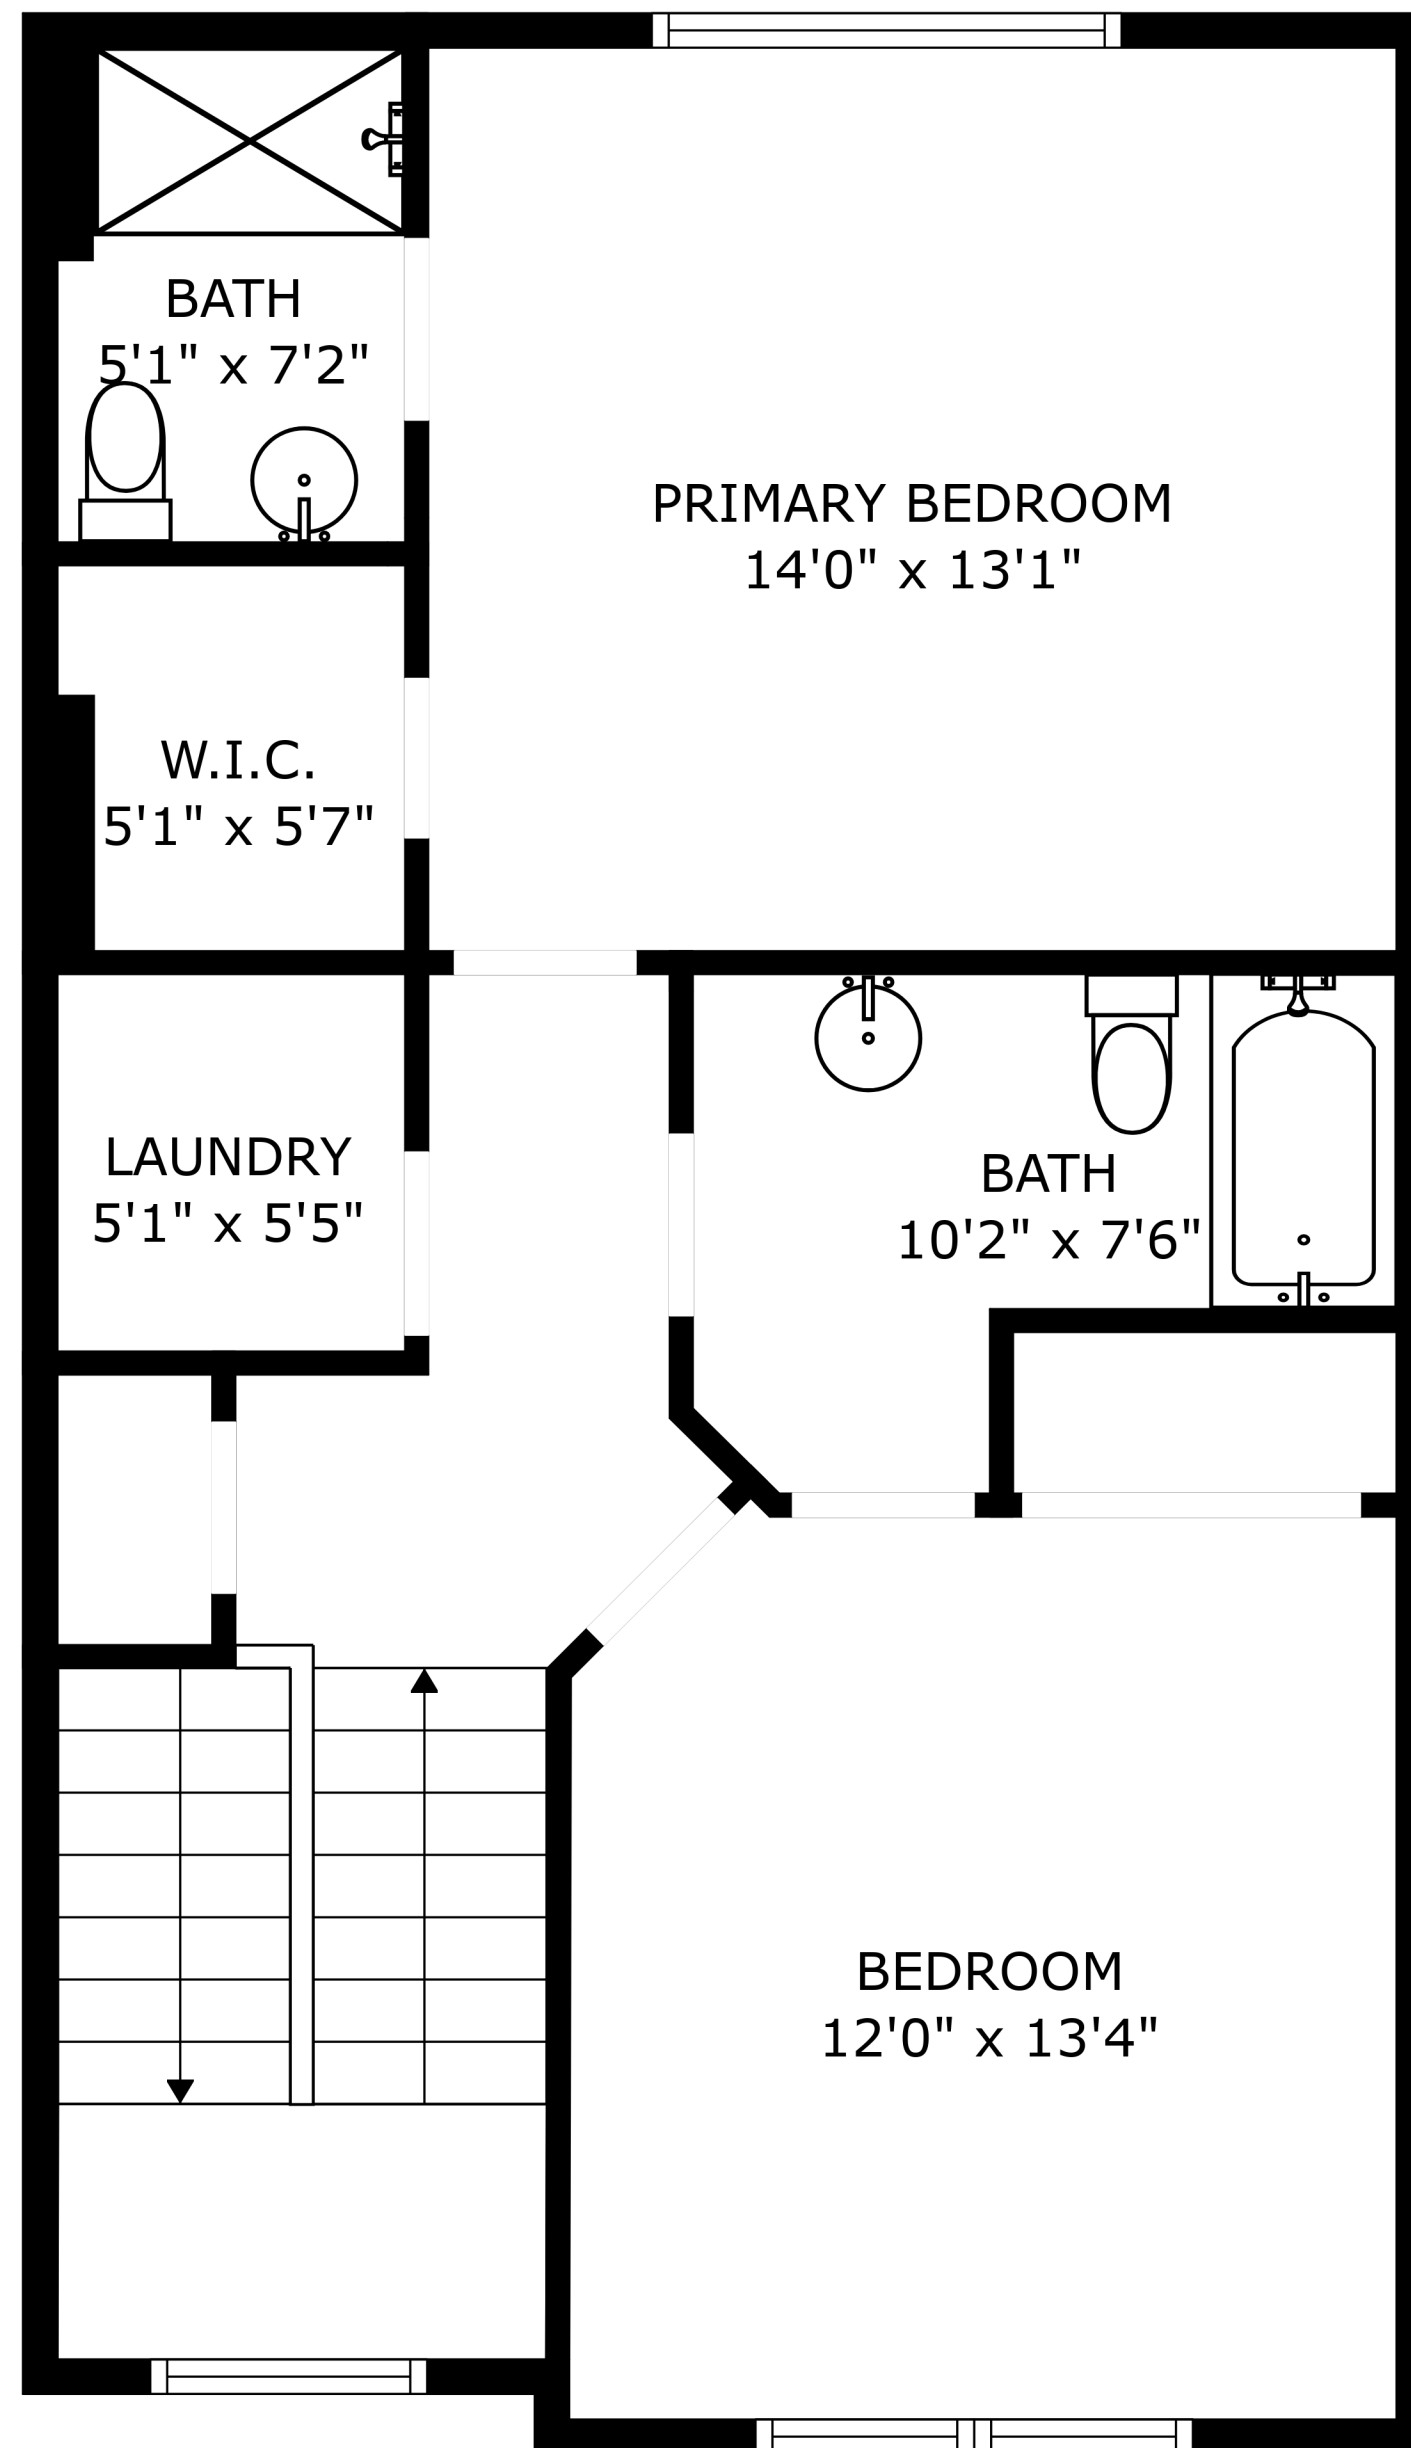 BATH
5'1" x 7'2"
PRIMARY BEDROOM
14'0" x 13'1"
W.I.C.
5'1" x 5'7"
LAUNDRY
5'1" x 5'5"
BATH
10'2" x 7'6"
BEDROOM
12'0" x 13'4"